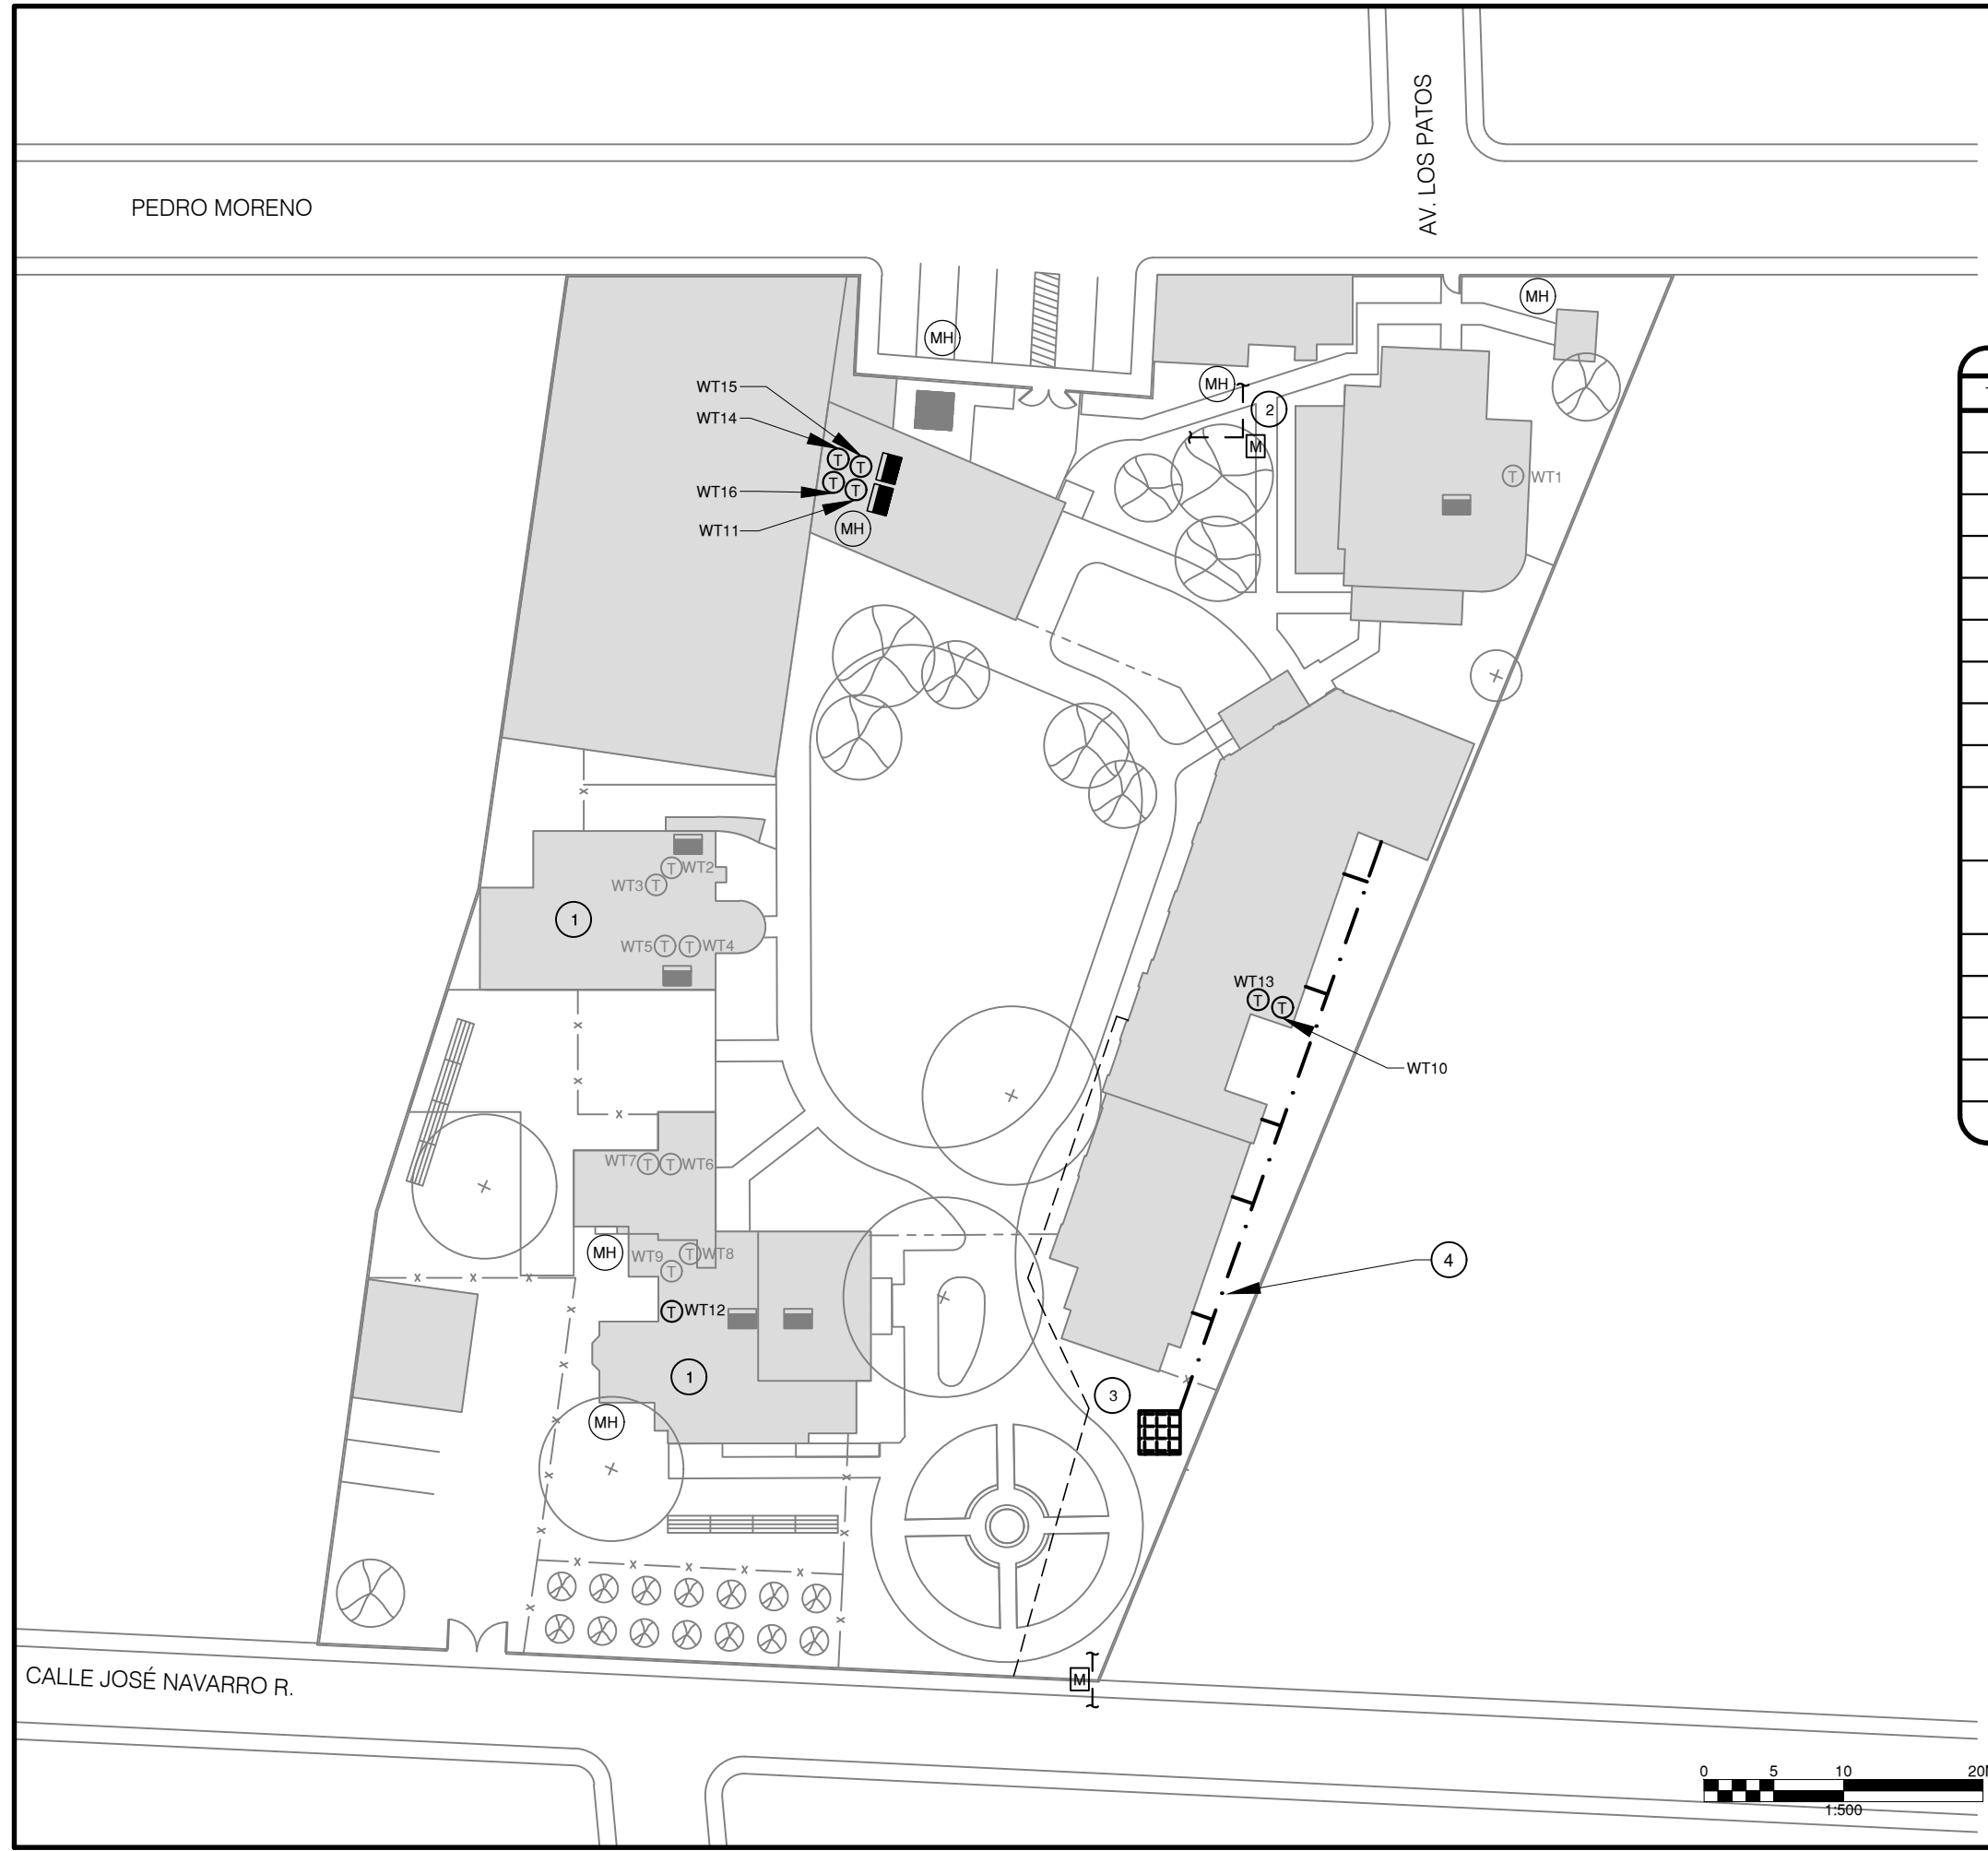 AV. LOS PATOS
PEDRO MORENO
MH
MH
MH
2
M
WT15
WT14
WT16
WT11
T
T
T
T
MH
T WT1
T WT2
WT3 T
1
WT5 T T WT4
WT13
T T
WT10
WT7 T T WT6
MH
WT9 T WT8
T
T WT12
4
1
3
MH
M
CALLE JOSÉ NAVARRO R.
0 5 10
1:500